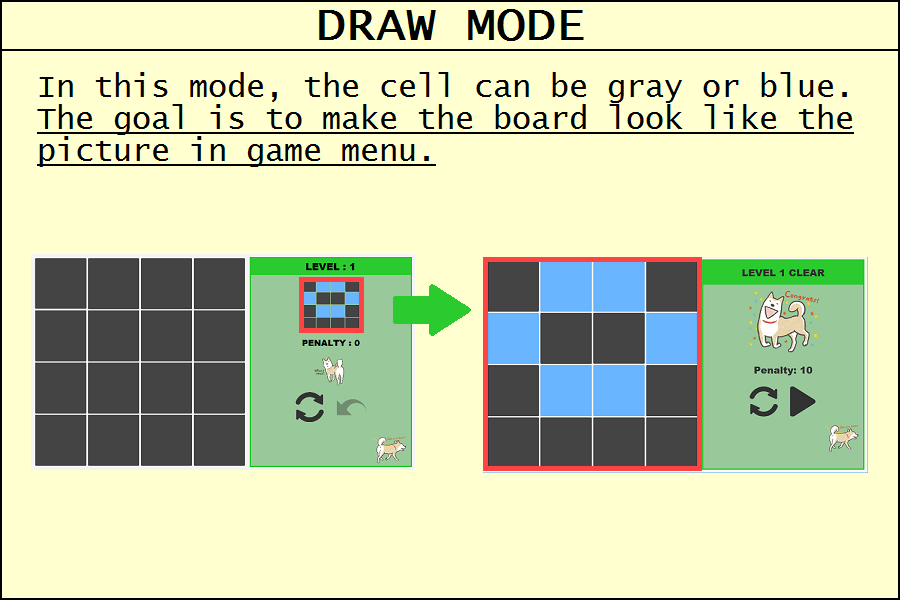 DRAW MODE
In this mode, the cell can be gray or blue.
The goal is to make the board look like the
picture in game menu.
LEVEL : 1
PENALTY : 0
LEVEL 1 CLEAR
Congrats!
Penalty: 10